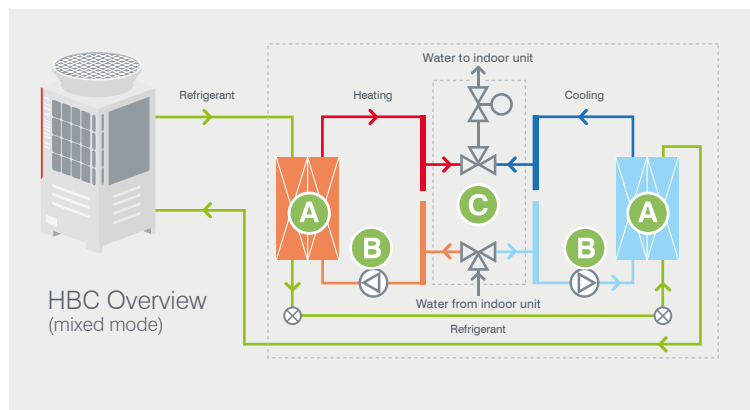 Water to indoor unit
Refrigerant
Heating
Cooling
A
C
A
B
B
HBC Overview
(mixed mode)
Water from indoor unit
Refrigerant